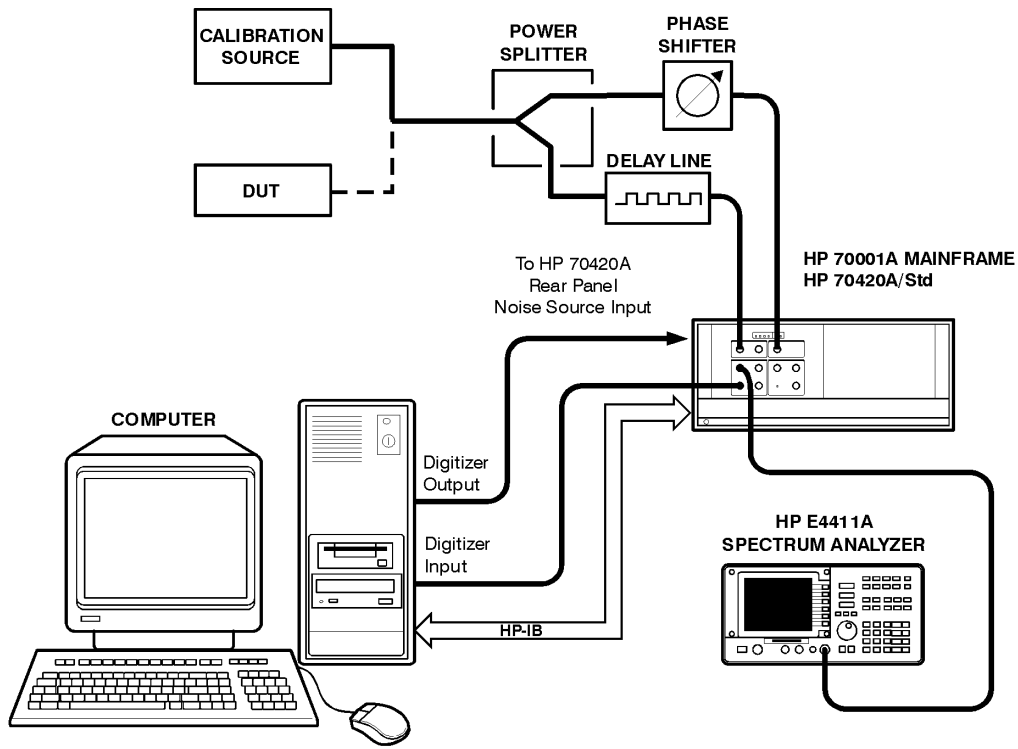 CALIBRATION
SOURCE
POWER
SPLITTER
PHASE
SHIFTER
DUT
DELAY LINE
To HP 70420A
Rear Panel
Noise Source Input
HP 70001A MAINFRAME
HP 70420A/Std
COMPUTER
Digitizer
Output
Digitizer
Input
HP-IB
HP E4411A
SPECTRUM ANALYZER